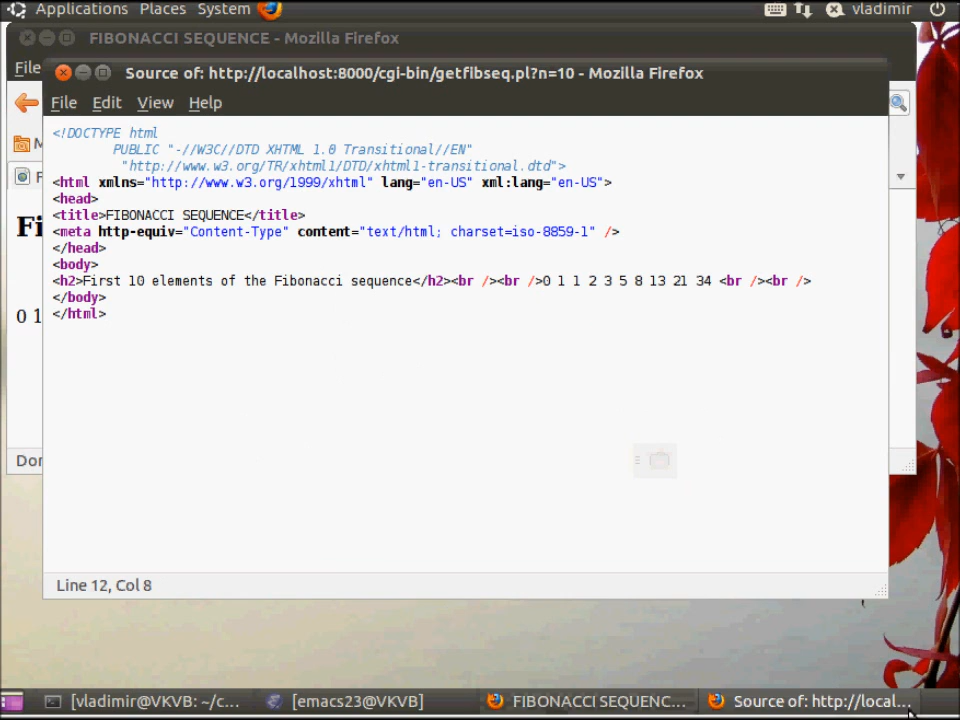 Applications Places System vladimir
FIBONACCI SEQUENCE - Mozilla Firefox
File
Source of: http://localhost:8000/cgi-bin/getfibseq.pl?n=10 - Mozilla Firefox
File Edit View Help
<!DOCTYPE html
PUBLIC "-//W3C//DTD XHTML 1.0 Transitional//EN"
"http://www.w3.org/TR/xhtml1/DTD/xhtml1-transitional.dtd">
<html xmlns="http://www.w3.org/1999/xhtml" lang="en-US" xml:lang="en-US">
<head>
<title>FIBONACCI SEQUENCE</title>
<meta http-equiv="Content-Type" content="text/html; charset=iso-8859-1" />
</head>
<body>
<h2>First 10 elements of the Fibonacci sequence</h2><br /><br />0 1 1 2 3 5 8 13 21 34 <br /><br />
</body>
</html>
M
F
Fi
0 1
Dor
Line 12, Col 8
[vladimir@VKVB: ~/c... [emacs23@VKVB] FIBONACCI SEQUENC... Source of: http://local...